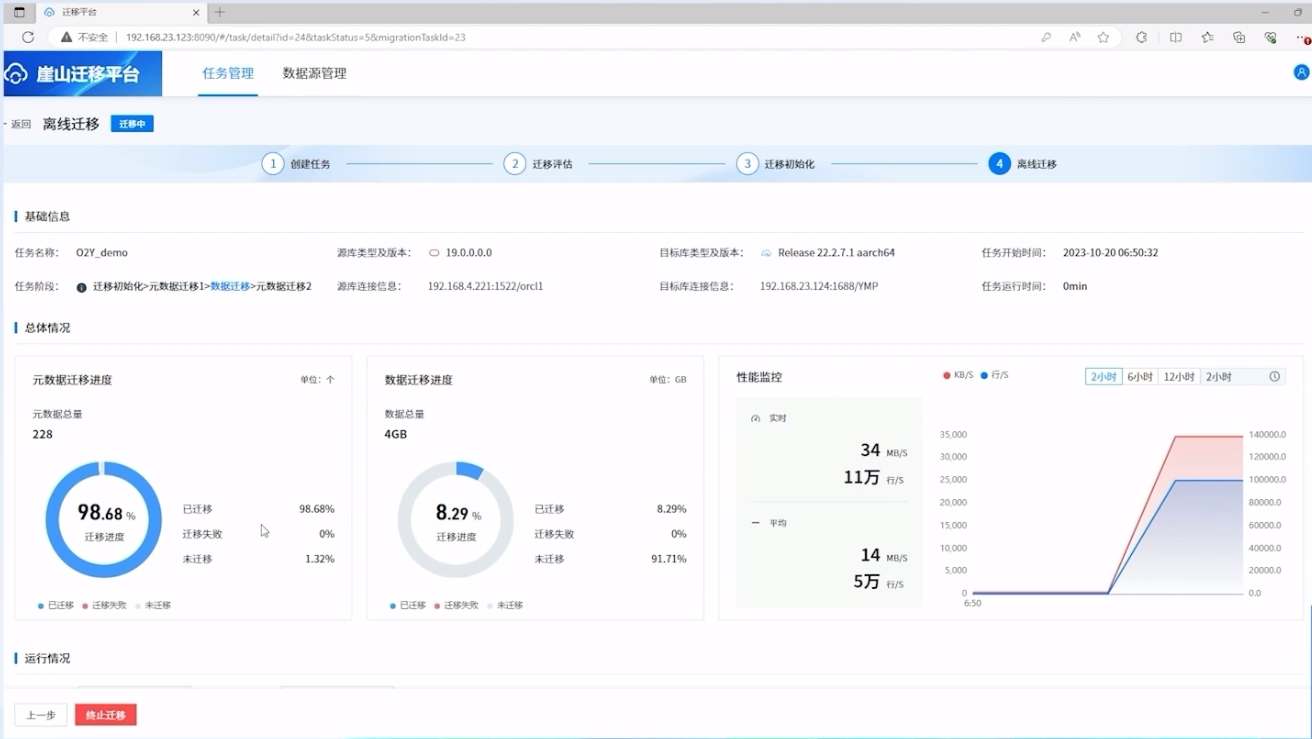 迁移平台
不安全 192.168.23.123:8090/#/task/detail?id=24&taskStatus=5&migrationTaskId=23
崖山迁移平台 任务管理 数据源管理
返回 离线迁移 迁移中
1 创建任务 2 迁移评估 3 迁移初始化 4 离线迁移
基础信息
任务名称: O2Y_demo 源库类型及版本: 19.0.0.0.0 目标库类型及版本: Release 22.2.7.1 aarch64 任务开始时间: 2023-10-20 06:50:32
任务阶段: 迁移初始化>元数据迁移1>数据迁移>元数据迁移2 源库连接信息: 192.168.4.221:1522/orcl1 目标库连接信息: 192.168.23.124:1688/YMP 任务运行时间: 0min
总体情况
元数据迁移进度 单位: 个
元数据总量
228
98.68 %
迁移进度
已迁移 98.68%
迁移失败 0%
未迁移 1.32%
已迁移 迁移失败 未迁移
数据迁移进度 单位: GB
数据总量
4GB
8.29 %
迁移进度
已迁移 8.29%
迁移失败 0%
未迁移 91.71%
已迁移 迁移失败 未迁移
性能监控 KB/S 行/S 2小时 6小时 12小时 2小时
实时
34 MB/S
11万 行/S
平均
14 MB/S
5万 行/S
35,000 140000.0
30,000 120000.0
25,000 100000.0
20,000 80000.0
15,000 60000.0
10,000 40000.0
5,000 20000.0
0 0.0
6:50
运行情况
上一步 终止迁移